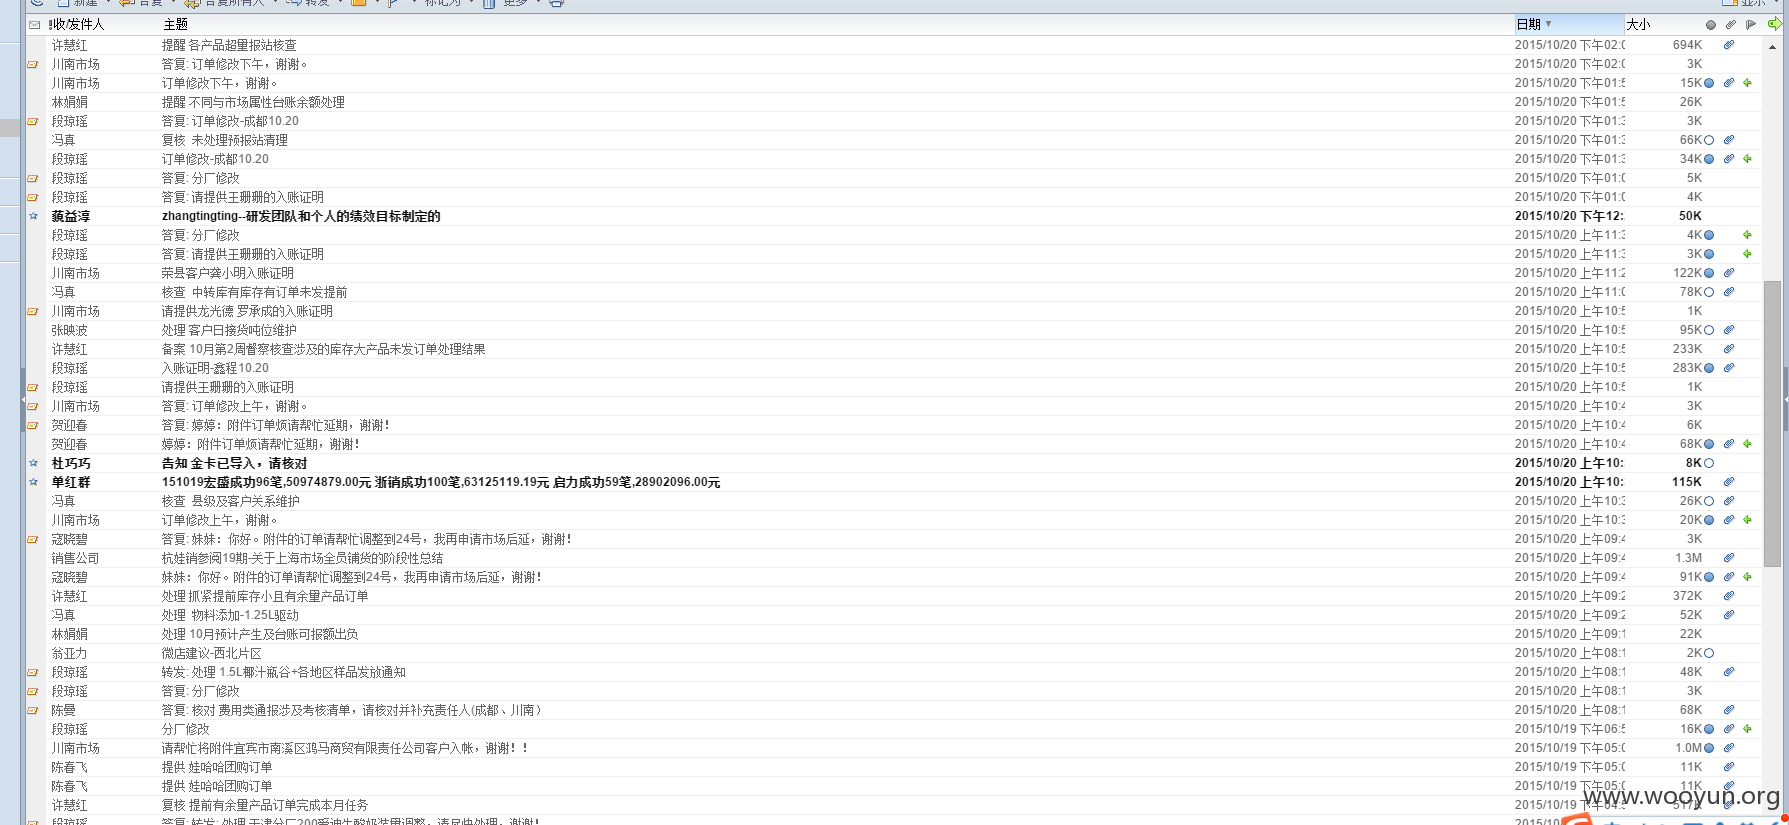 新建 答复 答复所有人 转发 标记为 更多 显示
收/发件人 主题 日期 大小
许慧红 提醒 各产品超量报站核查 2015/10/20 下午02:0 694K
川南市场 答复: 订单修改下午，谢谢。 2015/10/20 下午02:0 3K
川南市场 订单修改下午，谢谢。 2015/10/20 下午01:5 15K
林娟娟 提醒 不同与市场属性台账余额处理 2015/10/20 下午01:5 26K
段琼瑶 答复: 订单修改-成都10.20 2015/10/20 下午01:3 3K
冯真 复核 未处理预报站清理 2015/10/20 下午01:3 66K
段琼瑶 订单修改-成都10.20 2015/10/20 下午01:3 34K
段琼瑶 答复: 分厂修改 2015/10/20 下午01:0 5K
段琼瑶 答复: 请提供王珊珊的入账证明 2015/10/20 下午01:0 4K
益淳 zhangtingting--研发团队和个人的绩效目标制定的 2015/10/20 下午12: 50K
段琼瑶 答复: 分厂修改 2015/10/20 上午11:3 4K
段琼瑶 答复: 请提供王珊珊的入账证明 2015/10/20 上午11:3 3K
川南市场 荣县客户龚小明入账证明 2015/10/20 上午11:2 122K
冯真 核查 中转库有库存有订单未发提前 2015/10/20 上午11:0 78K
川南市场 请提供龙光德 罗承成的入账证明 2015/10/20 上午10:5 1K
张映波 处理 客户日接货吨位维护 2015/10/20 上午10:5 95K
许慧红 备案 10月第2周督察核查涉及的库存大产品未发订单处理结果 2015/10/20 上午10:5 233K
段琼瑶 入账证明-鑫程10.20 2015/10/20 上午10:5 283K
段琼瑶 请提供王珊珊的入账证明 2015/10/20 上午10:5 1K
川南市场 答复: 订单修改上午，谢谢。 2015/10/20 上午10:4 3K
贺迎春 答复: 婷婷：附件订单烦请帮忙延期，谢谢！ 2015/10/20 上午10:4 6K
贺迎春 婷婷：附件订单烦请帮忙延期，谢谢！ 2015/10/20 上午10:4 68K
杜巧巧 告知 金卡已导入，请核对 2015/10/20 上午10: 8K
单红群 151019宏盛成功96笔,50974879.00元 浙销成功100笔,63125119.19元 启力成功59笔,28902096.00元 2015/10/20 上午10: 115K
冯真 核查 县级及客户关系维护 2015/10/20 上午10:3 26K
川南市场 订单修改上午，谢谢。 2015/10/20 上午10:3 20K
寇晓碧 答复: 妹妹：你好。附件的订单请帮忙调整到24号，我再申请市场后延，谢谢！ 2015/10/20 上午09:4 3K
销售公司 杭娃销参阅19期-关于上海市场全员铺货的阶段性总结 2015/10/20 上午09:4 1.3M
寇晓碧 妹妹：你好。附件的订单请帮忙调整到24号，我再申请市场后延，谢谢！ 2015/10/20 上午09:4 91K
许慧红 处理 抓紧提前库存小且有余量产品订单 2015/10/20 上午09:2 372K
冯真 处理 物料添加-1.25L驱动 2015/10/20 上午09:2 52K
林娟娟 处理 10月预计产生及台账可报额出负 2015/10/20 上午09:1 22K
翁亚力 微店建议-西北片区 2015/10/20 上午08:1 2K
段琼瑶 转发: 处理 1.5L椰汁瓶谷+各地区样品发放通知 2015/10/20 上午08:1 48K
段琼瑶 答复: 分厂修改 2015/10/20 上午08:1 3K
陈曼 答复: 核对 费用类通报涉及考核清单，请核对并补充责任人(成都、川南） 2015/10/20 上午08:1 68K
段琼瑶 分厂修改 2015/10/19 下午06:5 16K
川南市场 请帮忙将附件宜宾市南溪区鸿马商贸有限责任公司客户入帐，谢谢！！ 2015/10/19 下午05:0 1.0M
陈春飞 提供 娃哈哈团购订单 2015/10/19 下午05:0 11K
陈春飞 提供 娃哈哈团购订单 2015/10/19 下午05:0 11K
许慧红 复核 提前有余量产品订单完成本月任务 2015/10/19 下午04:5 517K
www.wooyun.org
段琼瑶